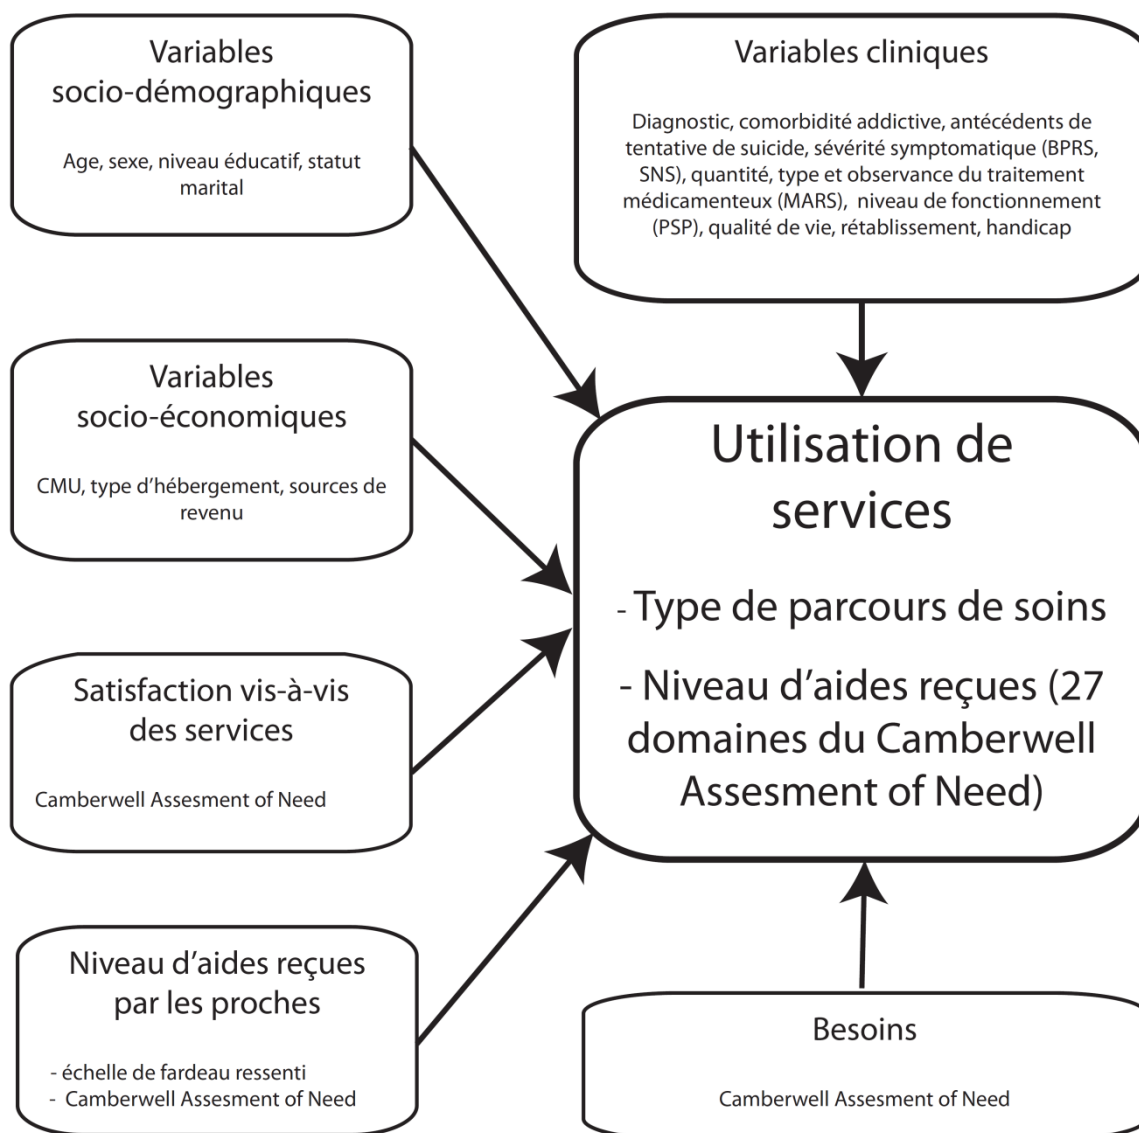 Variables
socio-démographiques
Age, sexe, niveau éducatif, statut
marital
Variables cliniques
Diagnostic, comorbidité addictive, antécédents de
tentative de suicide, sévérité symptomatique (BPRS,
SNS), quantité, type et observance du traitement
médicamenteux (MARS), niveau de fonctionnement
(PSP), qualité de vie, rétablissement, handicap
Variables
socio-économiques
CMU, type d'hébergement, sources de
revenu
Utilisation de
services
- Type de parcours de soins
- Niveau d'aides reçues (27
domaines du Camberwell
Assesment of Need)
Satisfaction vis-à-vis
des services
Camberwell Assesment of Need
Niveau d'aides reçues
par les proches
- échelle de fardeau ressenti
- Camberwell Assesment of Need
Besoins
Camberwell Assesment of Need